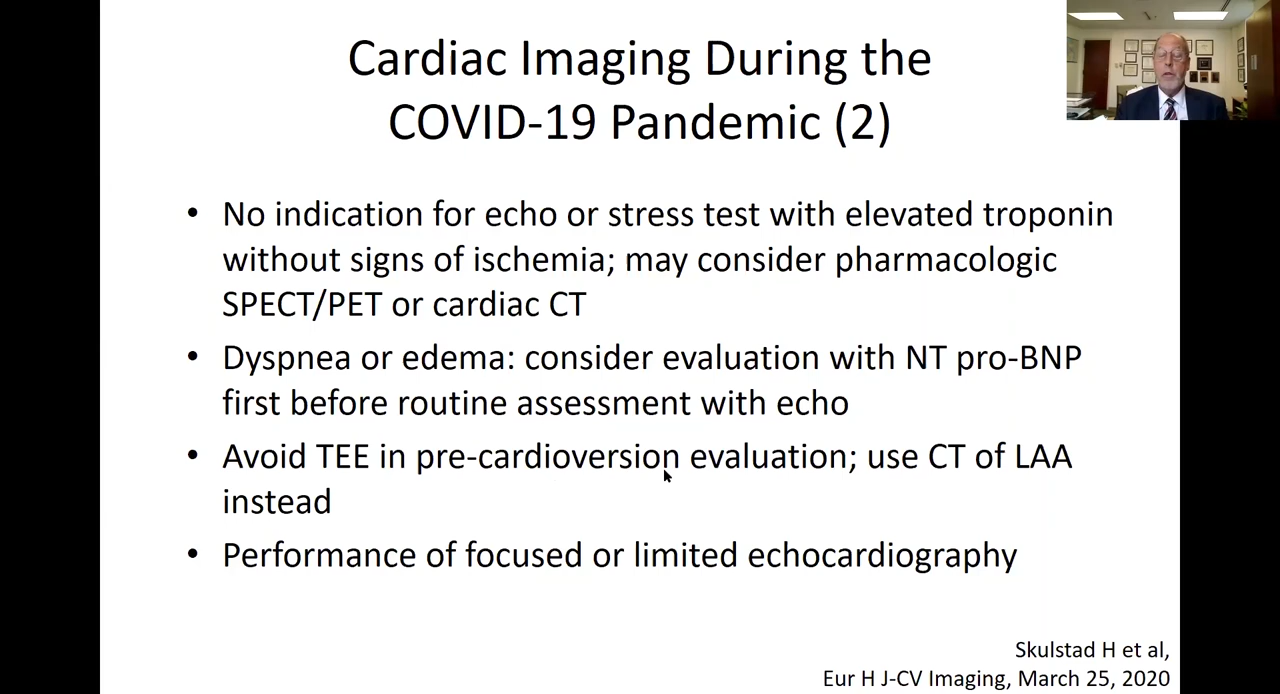 Cardiac Imaging During the
COVID-19 Pandemic (2)
• No indication for echo or stress test with elevated troponin
without signs of ischemia; may consider pharmacologic
SPECT/PET or cardiac CT
• Dyspnea or edema: consider evaluation with NT pro-BNP
first before routine assessment with echo
• Avoid TEE in pre-cardioversion evaluation; use CT of LAA
instead
• Performance of focused or limited echocardiography
Skulstad H et al,
Eur H J-CV Imaging, March 25, 2020